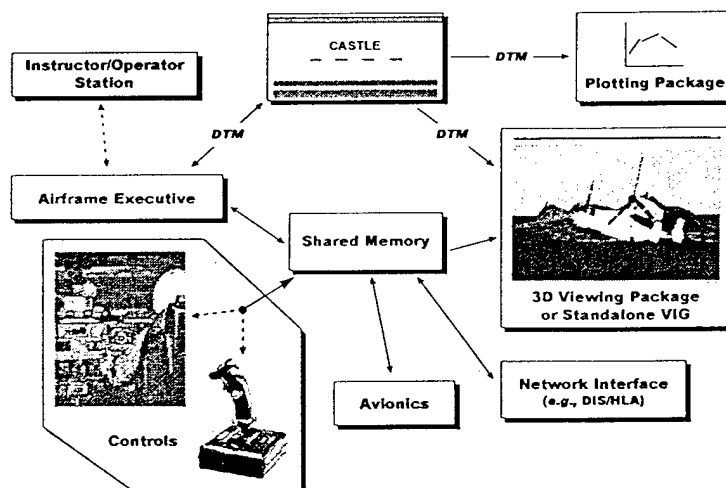 CASTLE
Instructor/Operator
Station
DTM
Plotting Package
DTM
DTM
Airframe Executive
Shared Memory
3D Viewing Package
or Standalone VIG
Controls
Avionics
Network Interface
(e.g., DIS/HLA)